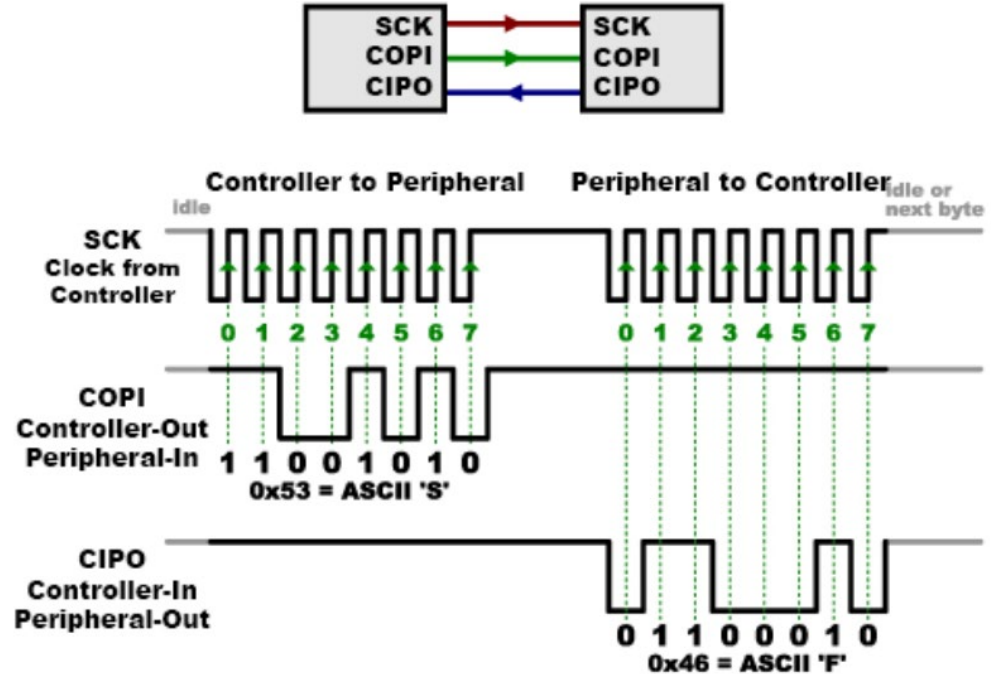 SCK SCK
COPI COPI
CIPO CIPO
Controller to Peripheral Peripheral to Controller
idle idle or
next byte
SCK
Clock from
Controller
0 1 2 3 4 5 6 7 0 1 2 3 4 5 6 7
COPI
Controller-Out
Peripheral-In
1 1 0 0 1 0 1 0
0x53 = ASCII 'S'
CIPO
Controller-In
Peripheral-Out
0 1 1 0 0 0 1 0
0x46 = ASCII 'F'